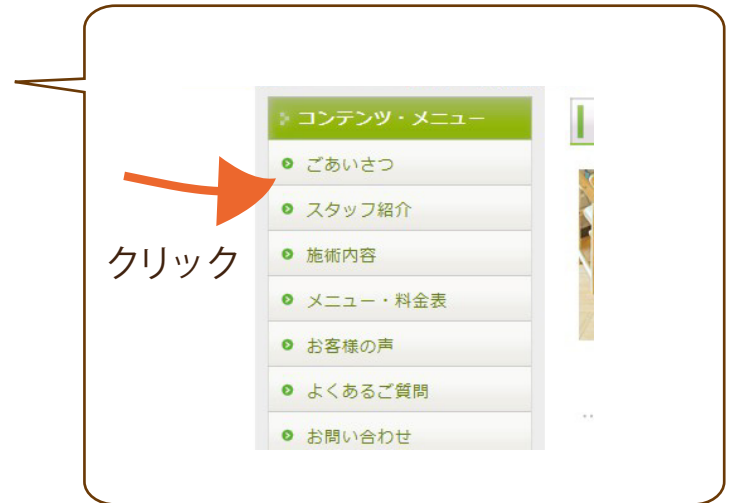 コンテンツ・メニュー
ごあいさつ
スタッフ紹介
クリック
施術内容
メニュー・料金表
お客様の声
よくあるご質問
お問い合わせ